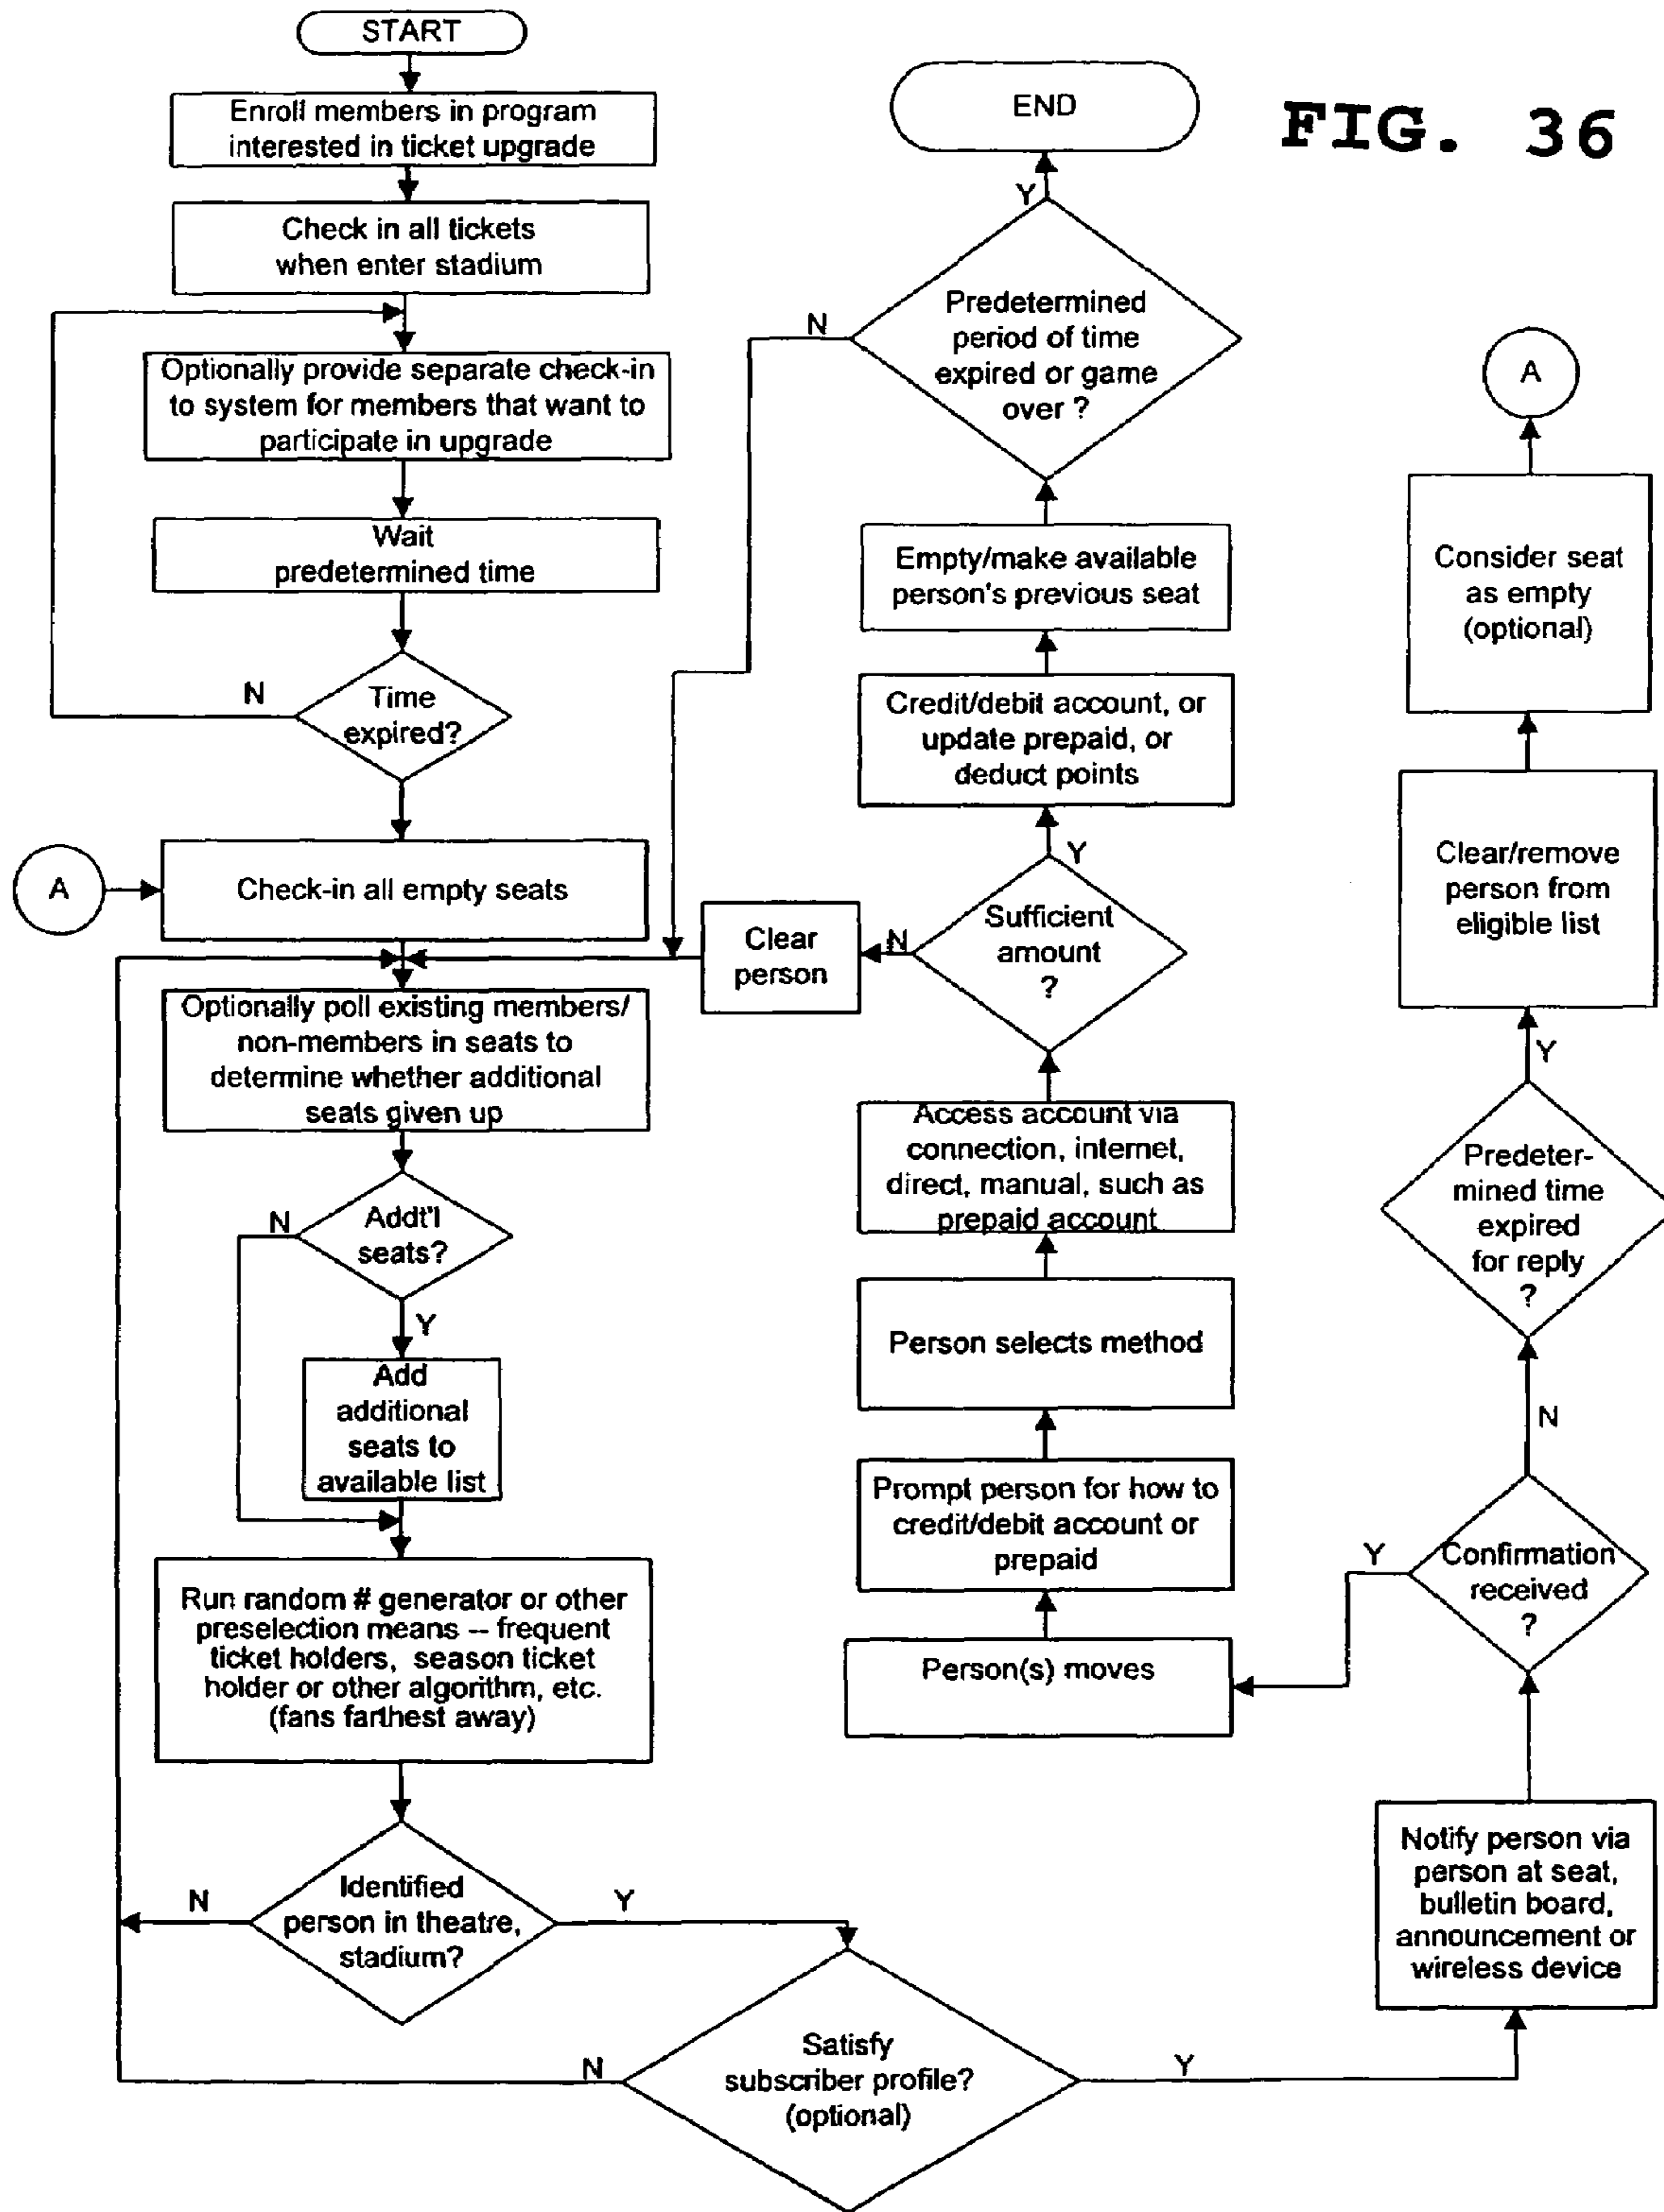 START
Enroll members in program
interested in ticket upgrade
Check in all tickets
when enter stadium
Optionally provide separate check-in
to system for members that want to
participate in upgrade
Wait
predetermined time
N
Time
expired?
A
Check-in all empty seats
Optionally poll existing members/
non-members in seats to
determine whether additional
seats given up
N
Addt'l
seats?
Y
Add
additional
seats to
available list
Run random # generator or other
preselection means -- frequent
ticket holders, season ticket
holder or other algorithm, etc.
(fans farthest away)
N
Identified
person in theatre,
stadium?
Y
N
Satisfy
subscriber profile?
(optional)
Y
END
Y
N
Predetermined
period of time
expired or game
over ?
Empty/make available
person's previous seat
Credit/debit account, or
update prepaid, or
deduct points
Y
Clear
person
N
Sufficient
amount
?
Access account via
connection, internet,
direct, manual, such as
prepaid account
Person selects method
Prompt person for how to
credit/debit account or
prepaid
Person(s) moves
FIG. 36
A
Consider seat
as empty
(optional)
Clear/remove
person from
eligible list
Y
Predeter-
mined time
expired
for reply
?
N
Y
Confirmation
received
?
Notify person via
person at seat,
bulletin board,
announcement or
wireless device